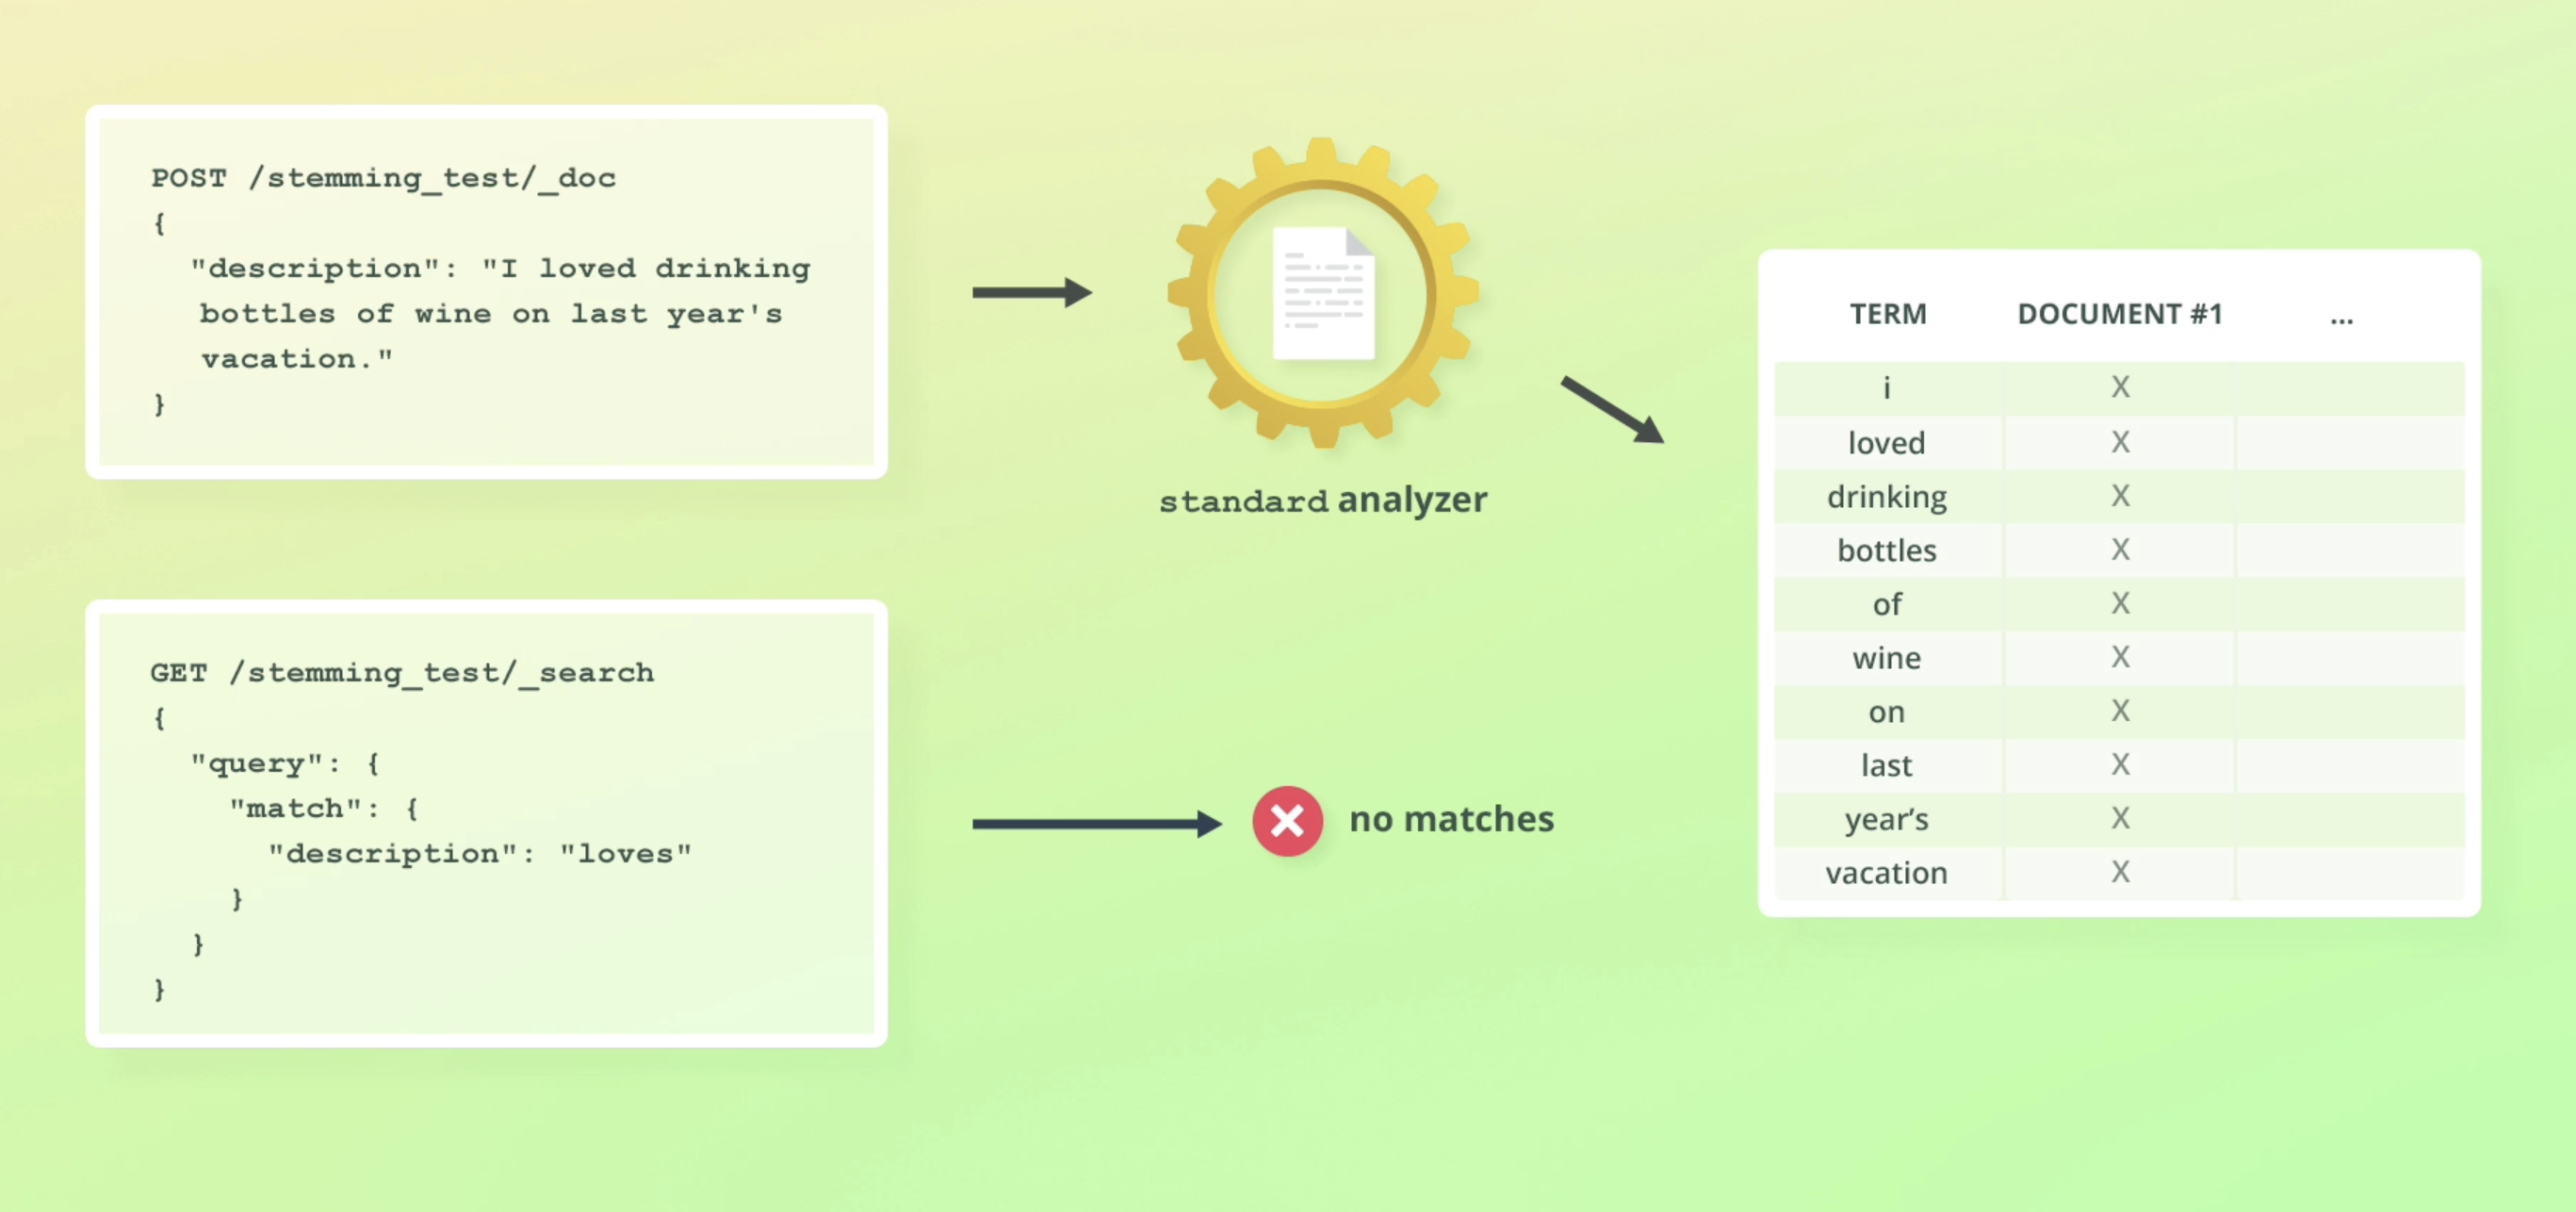 POST /stemming_test/_doc
{
"description": "I loved drinking
bottles of wine on last year's
vacation."
}
standard analyzer
GET /stemming_test/_search
{
"query": {
"match": {
"description": "loves"
}
}
}
no matches
TERM DOCUMENT #1 ...
i X
loved X
drinking X
bottles X
of X
wine X
on X
last X
year’s X
vacation X